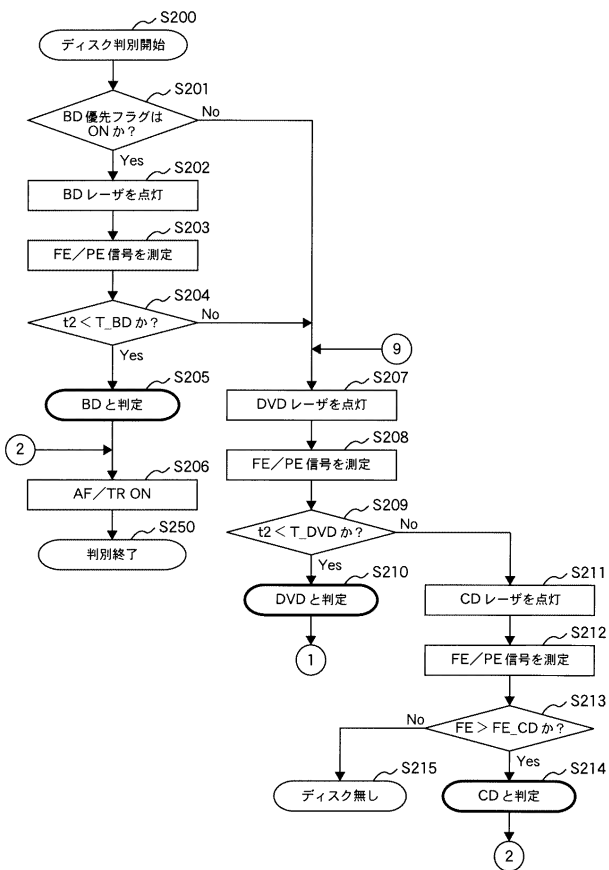 S200
ディスク判別開始
S201
BD優先フラグは
ONか？
No
Yes
S202
BDレーザを点灯
S203
FE／PE信号を測定
S204
t2＜T_BDか？
No
Yes
S205
BDと判定
2
S206
AF／TR ON
S250
判別終了
9
S207
DVDレーザを点灯
S208
FE／PE信号を測定
S209
t2＜T_DVDか？
No
Yes
S210
DVDと判定
1
S211
CDレーザを点灯
S212
FE／PE信号を測定
S213
FE＞FE_CDか？
No
Yes
S215
ディスク無し
S214
CDと判定
2